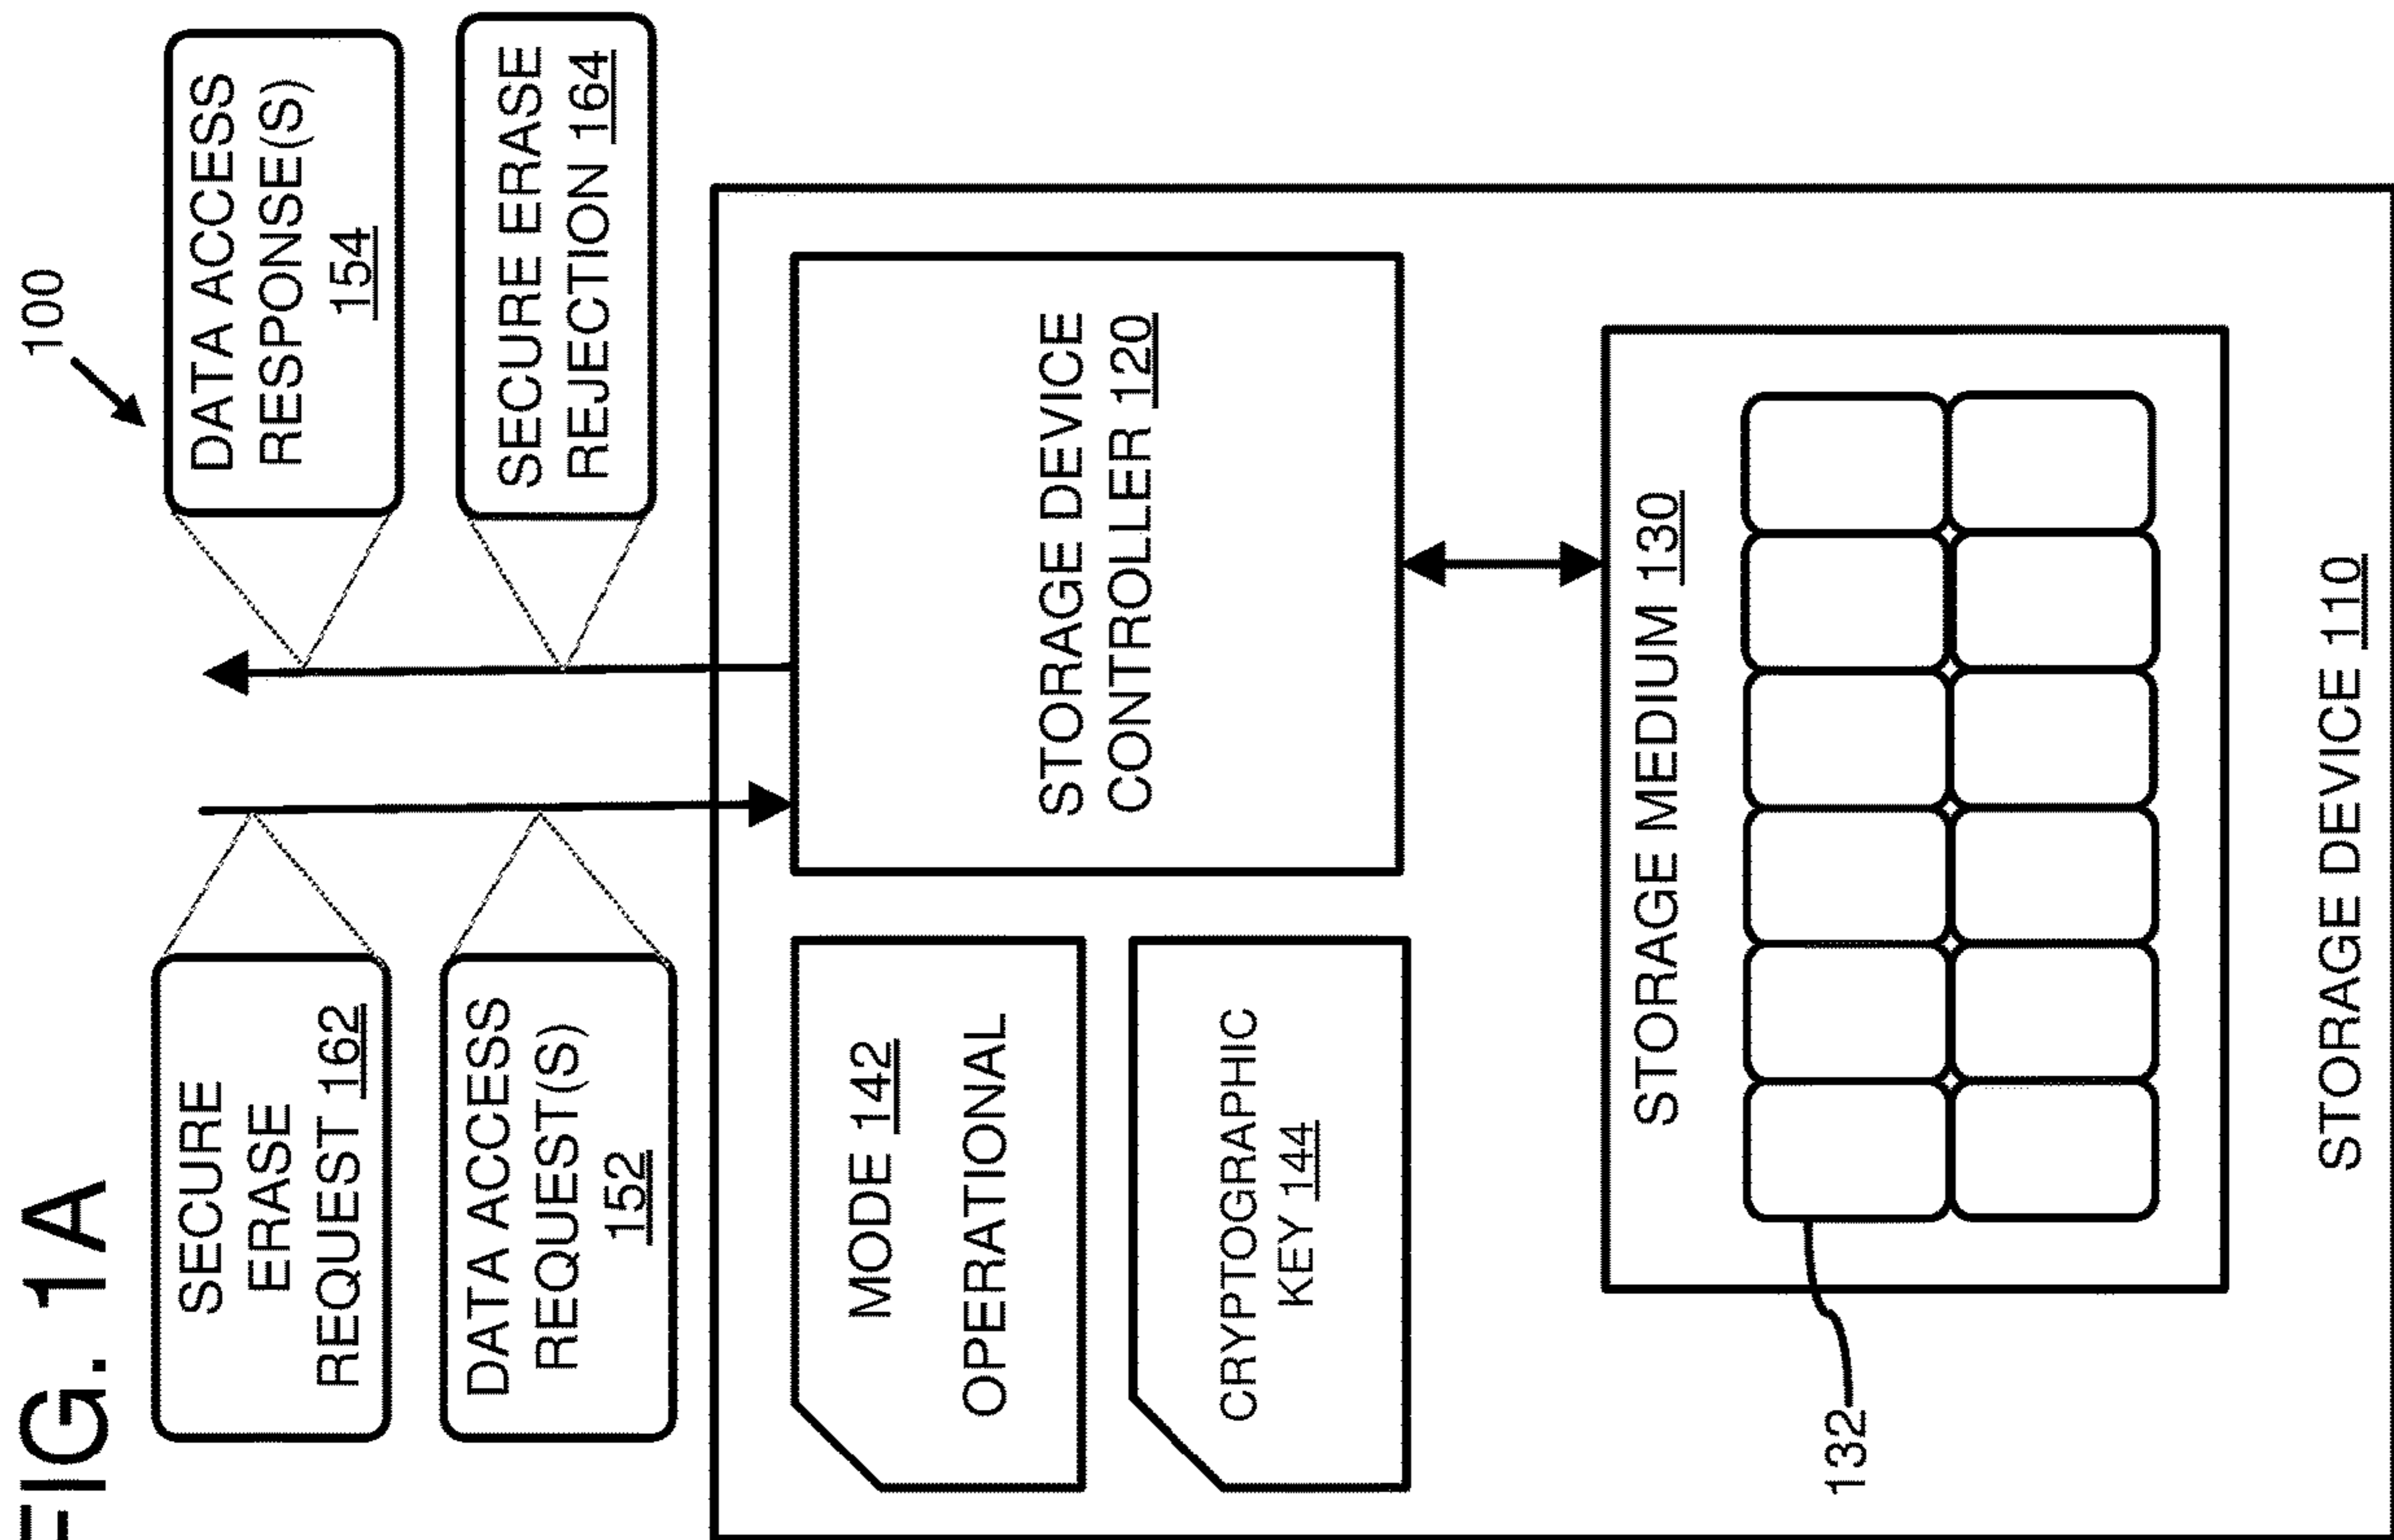 FIG. 1A
100
SECURE
ERASE
REQUEST 162
DATA ACCESS
REQUEST(S)
152
DATA ACCESS
RESPONSE(S)
154
SECURE ERASE
REJECTION 164
MODE 142
OPERATIONAL
CRYPTOGRAPHIC
KEY 144
STORAGE DEVICE
CONTROLLER 120
STORAGE MEDIUM 130
132
STORAGE DEVICE 110